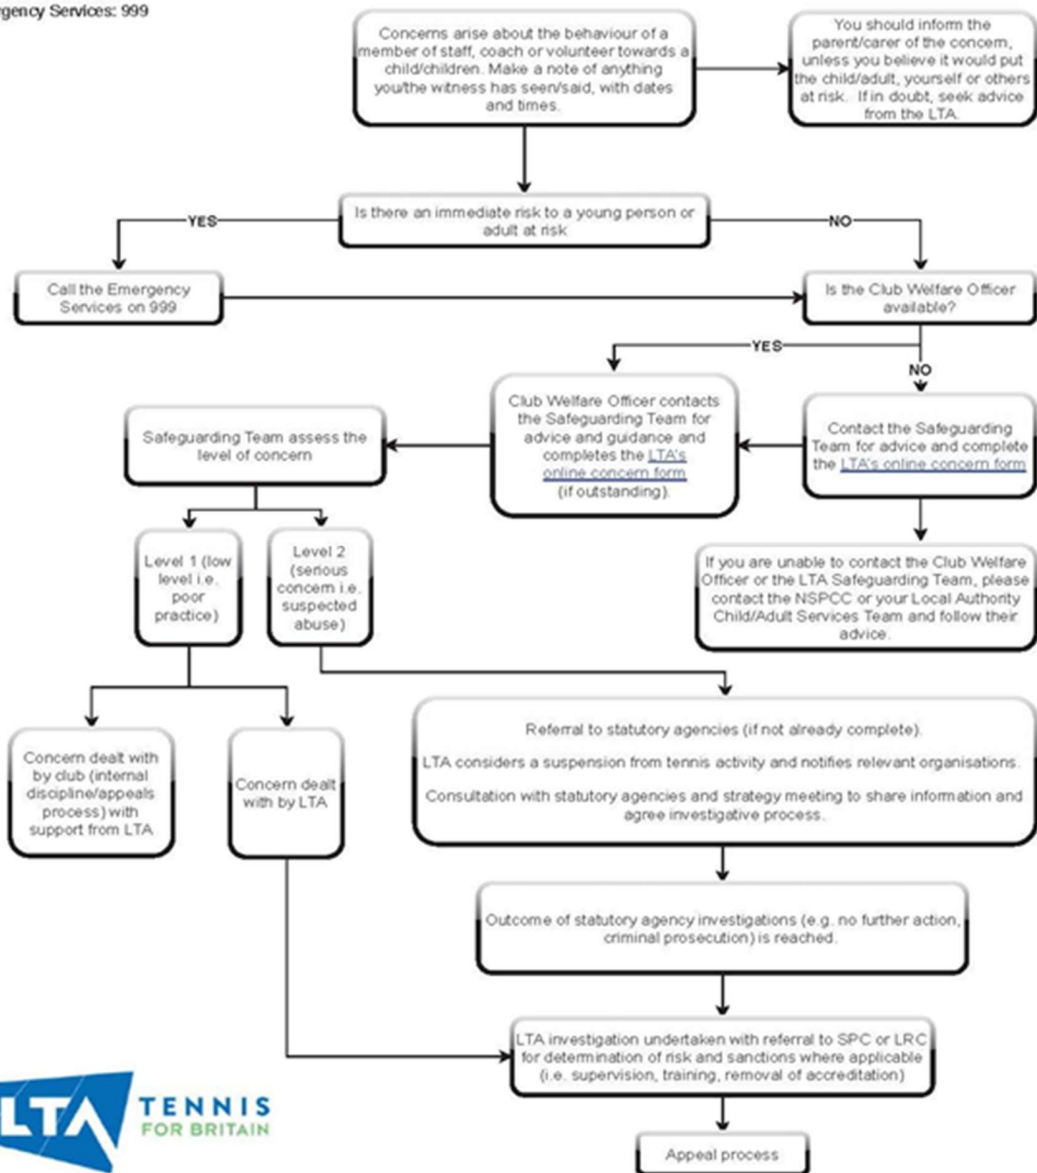 rgency Services: 999
Concerns arise about the behaviour of a
member of staff, coach or volunteer towards a
child/children. Make a note of anything
you/the witness has seen/said, with dates
and times.
You should inform the
parent/carer of the concern,
unless you believe it would put
the child/adult, yourself or others
at risk. If in doubt, seek advice
from the LTA.
Is there an immediate risk to a young person or
adult at risk
YES
NO
Call the Emergency
Services on 999
Is the Club Welfare Officer
available?
YES
NO
Club Welfare Officer contacts
the Safeguarding Team for
advice and guidance and
completes the LTA's
online concern form
(if outstanding).
Contact the Safeguarding
Team for advice and complete
the LTA's online concern form
Safeguarding Team assess the
level of concern
Level 1 (low
level i.e.
poor
practice)
Level 2
(serious
concern i.e.
suspected
abuse)
If you are unable to contact the Club Welfare
Officer or the LTA Safeguarding Team, please
contact the NSPCC or your Local Authority
Child/Adult Services Team and follow their
advice.
Concern dealt with
by club (internal
discipline/appeals
process) with
support from LTA
Concern dealt
with by LTA
Referral to statutory agencies (if not already complete).
LTA considers a suspension from tennis activity and notifies relevant organisations.
Consultation with statutory agencies and strategy meeting to share information and
agree investigative process.
Outcome of statutory agency investigations (e.g. no further action,
criminal prosecution) is reached.
LTA investigation undertaken with referral to SPC or LRC
for determination of risk and sanctions where applicable
(i.e. supervision, training, removal of accreditation)
Appeal process
LTA
TENNIS
FOR BRITAIN